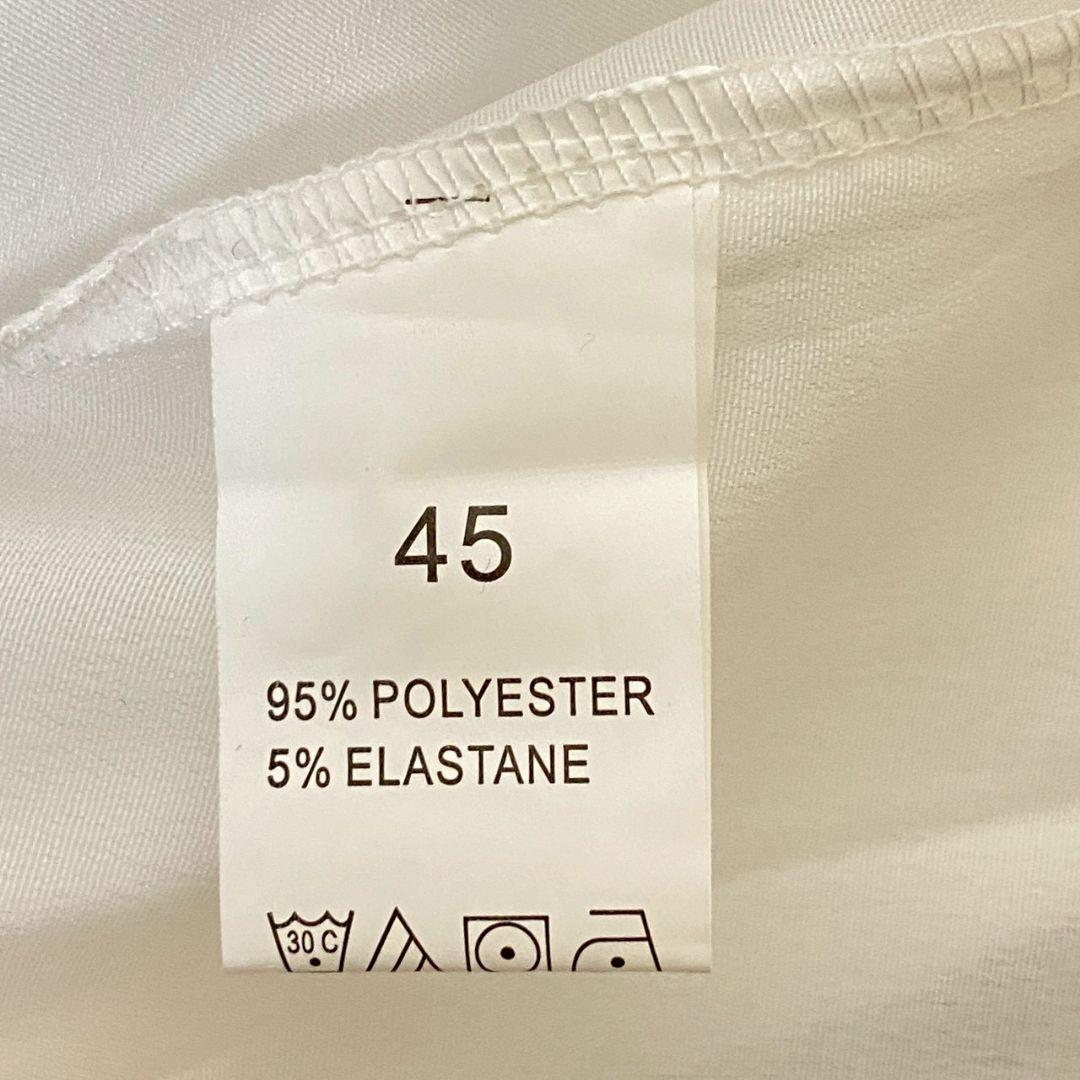 45
95% POLYESTER
5% ELASTANE
30 C